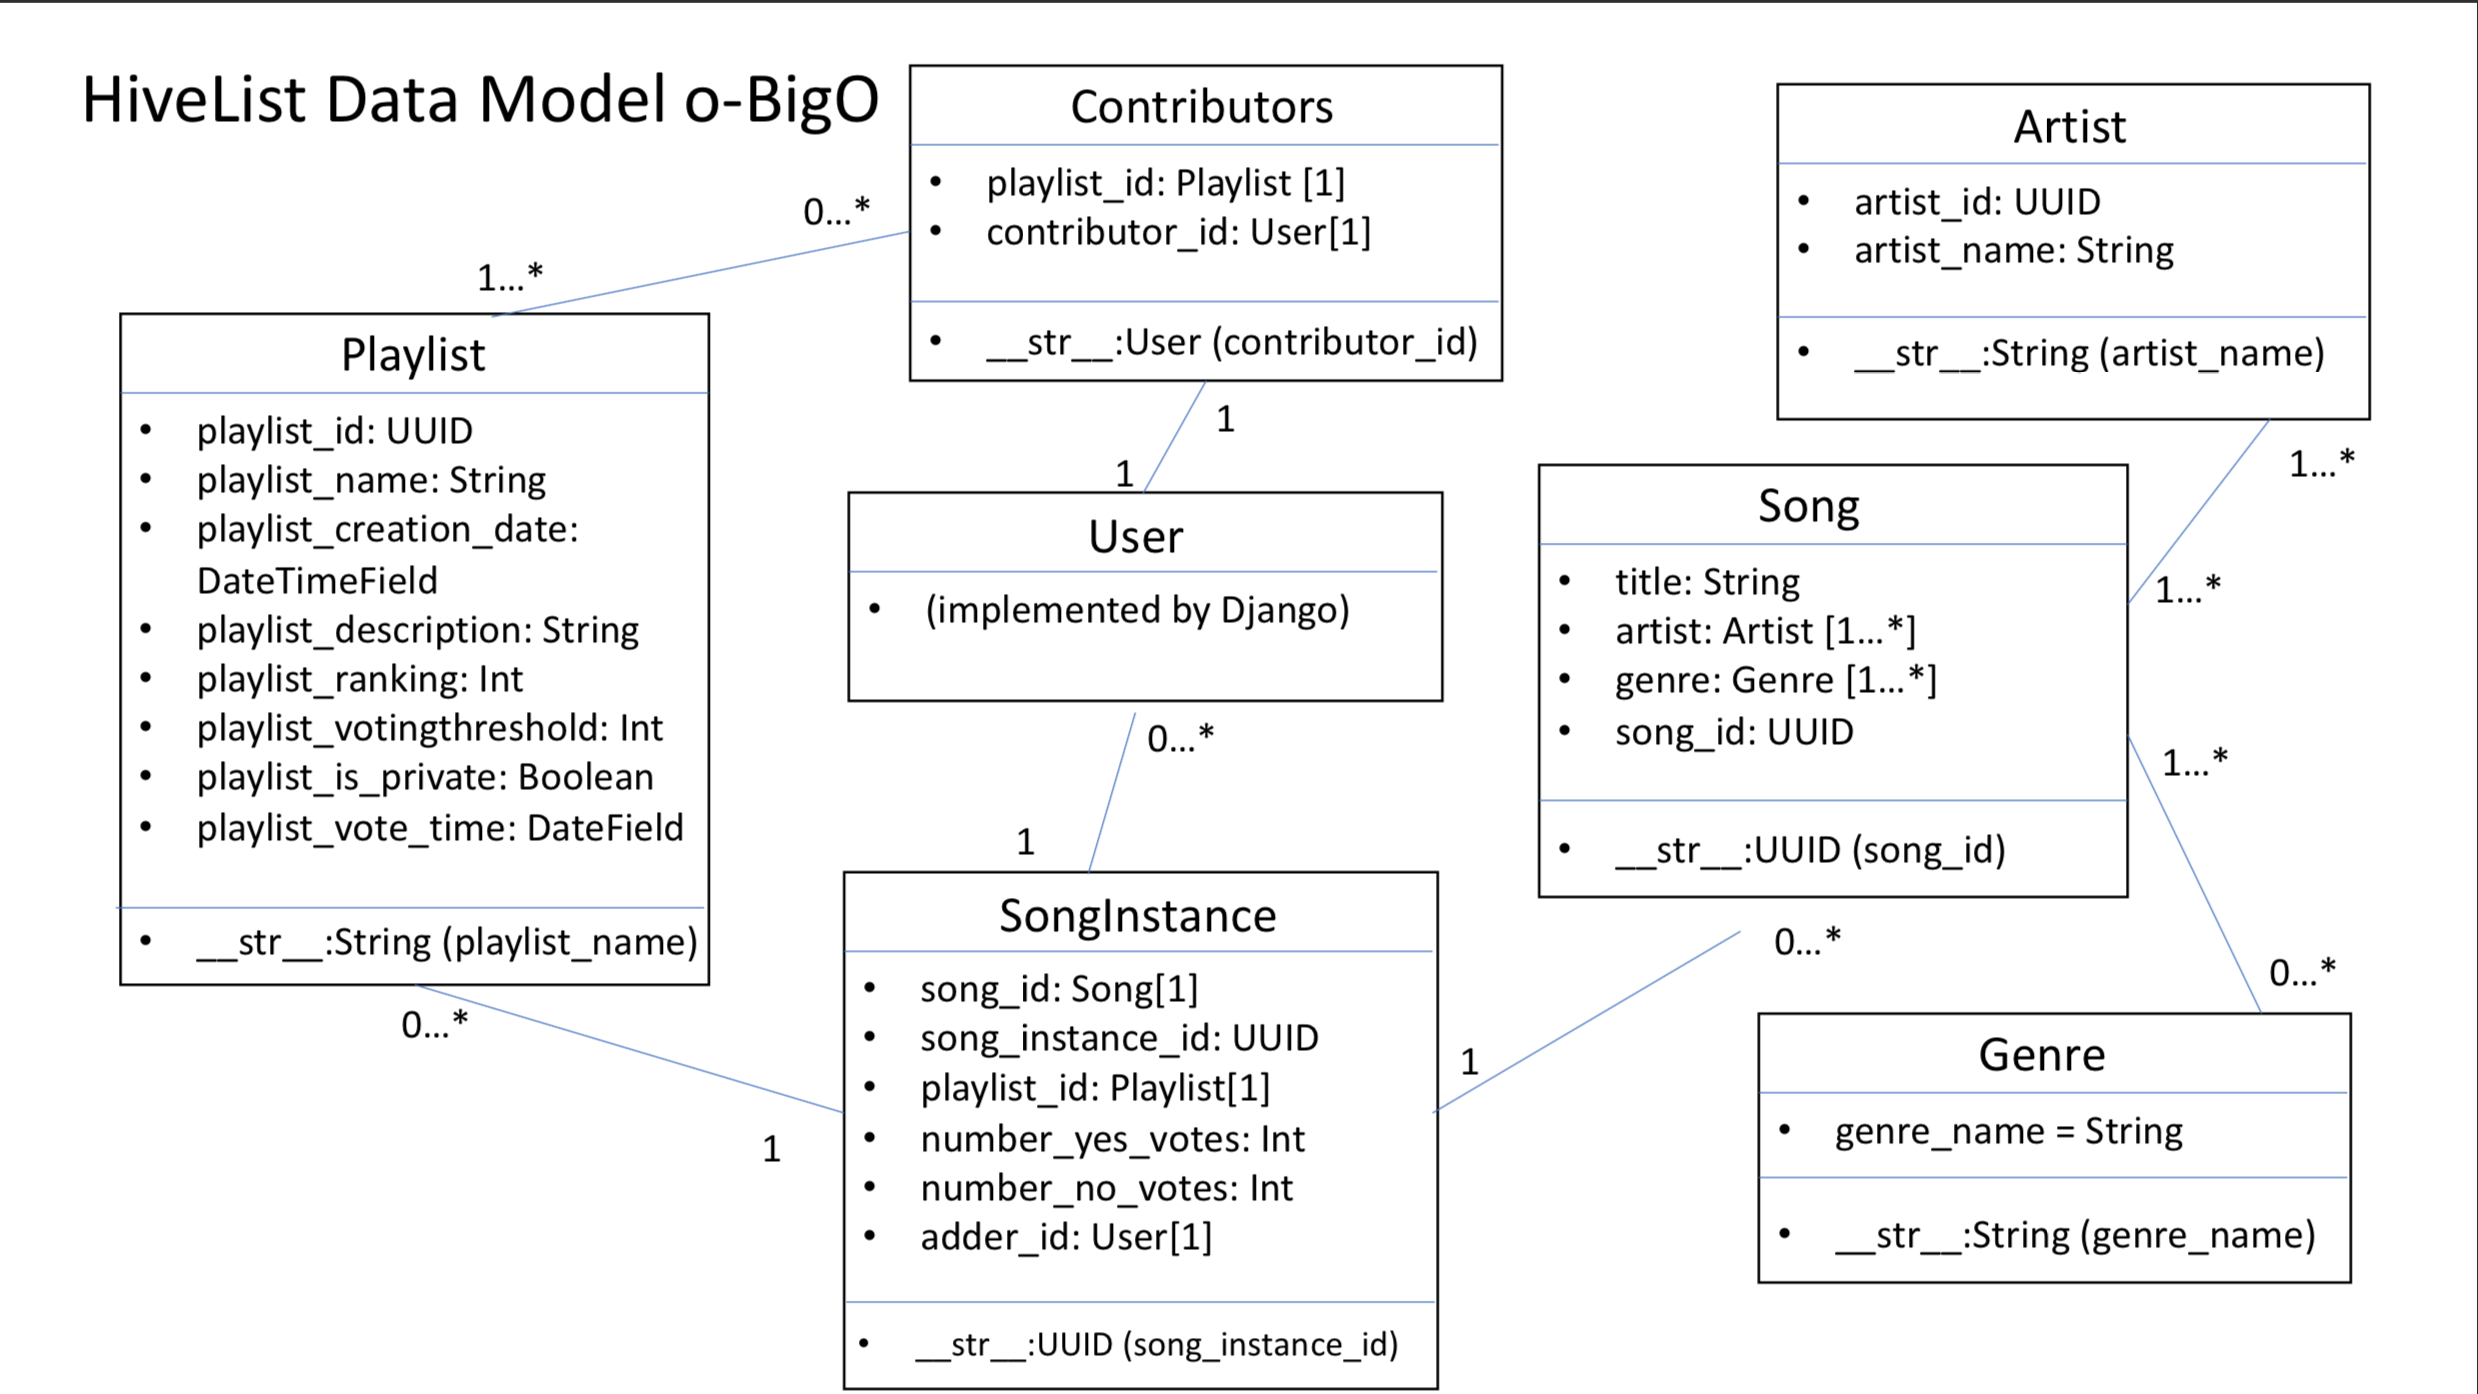 HiveList Data Model o-BigO
Contributors
• playlist_id: Playlist [1]
• contributor_id: User[1]
• __str__:User (contributor_id)
Artist
• artist_id: UUID
• artist_name: String
• __str__:String (artist_name)
0...*
1...*
Playlist
• playlist_id: UUID
• playlist_name: String
• playlist_creation_date:
DateTimeField
• playlist_description: String
• playlist_ranking: Int
• playlist_votingthreshold: Int
• playlist_is_private: Boolean
• playlist_vote_time: DateField
• __str__:String (playlist_name)
1
1
User
• (implemented by Django)
0...*
1
1...*
1...*
Song
• title: String
• artist: Artist [1...*]
• genre: Genre [1...*]
• song_id: UUID
• __str__:UUID (song_id)
1...*
0...*
0...*
1
0...*
1
SongInstance
• song_id: Song[1]
• song_instance_id: UUID
• playlist_id: Playlist[1]
• number_yes_votes: Int
• number_no_votes: Int
• adder_id: User[1]
• __str__:UUID (song_instance_id)
Genre
• genre_name = String
• __str__:String (genre_name)